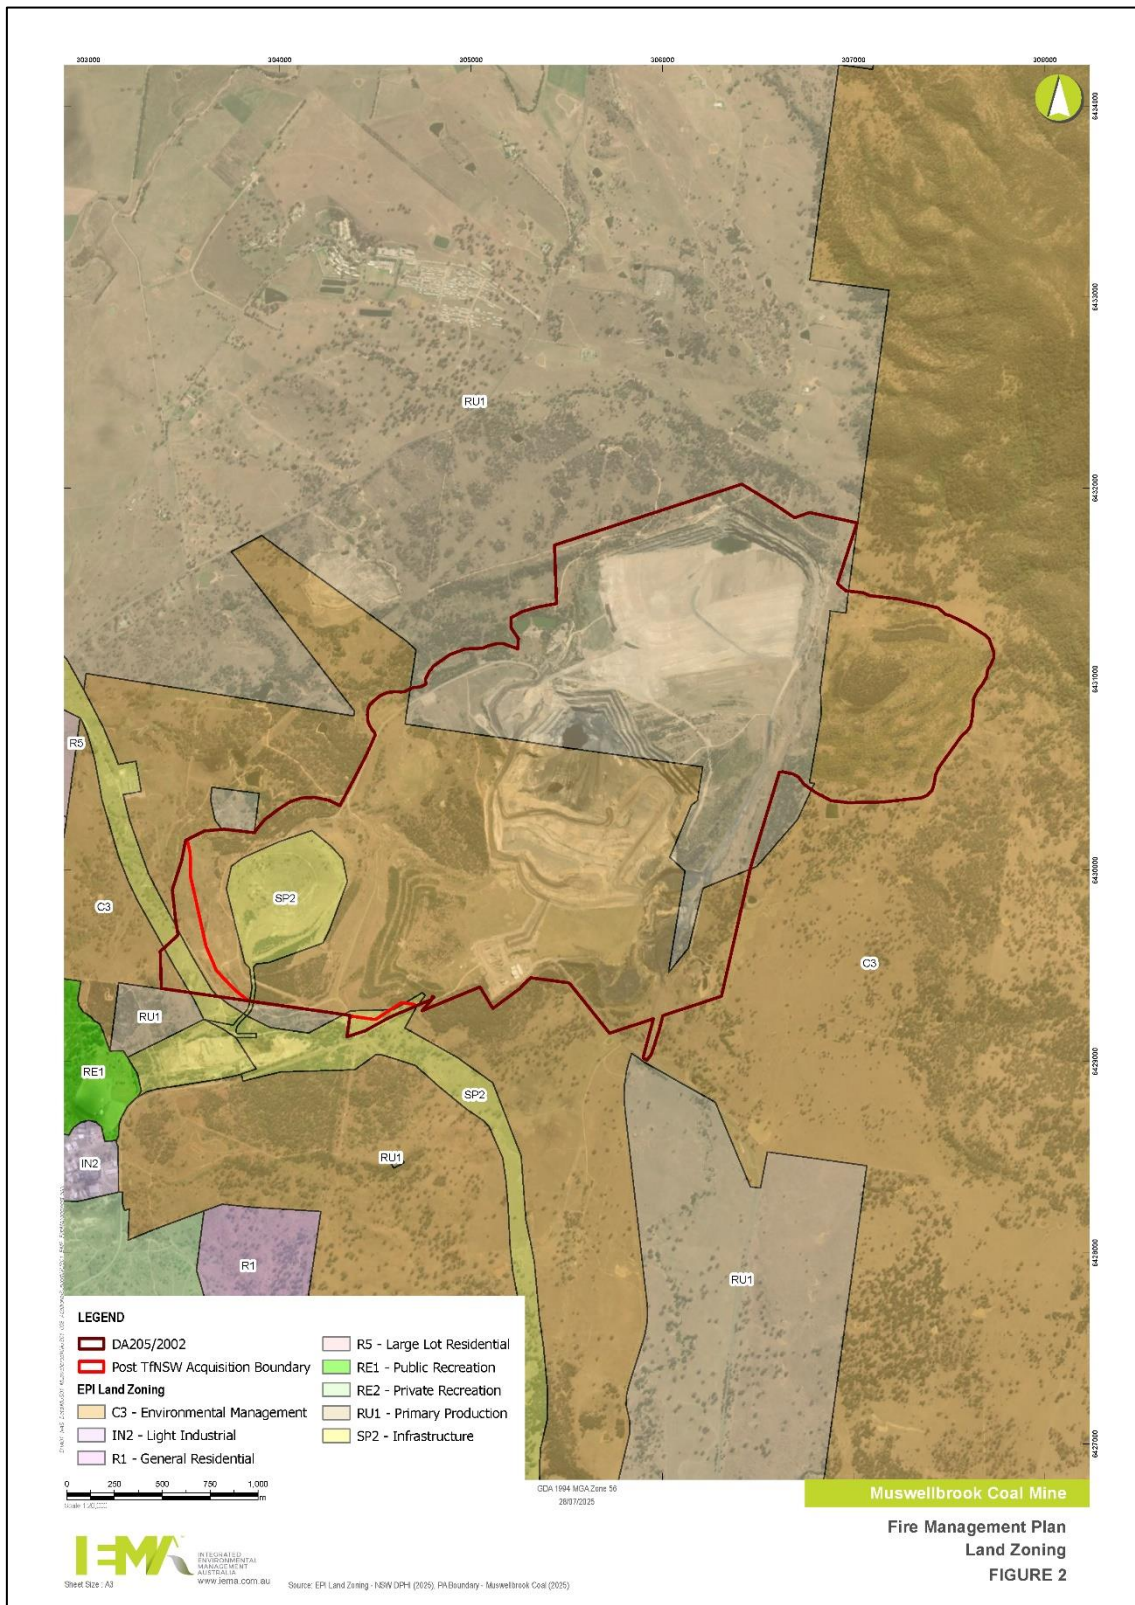 303000 304000 305000 306000 307000 308000
6434000
6433000
RU1
6432000
6431000
R5
6430000
SP2
C3
C3
RU1
6429000
RE1
SP2
IN2
RU1
R1
6428000
RU1
LEGEND
DA205/2002
Post TfNSW Acquisition Boundary
EPI Land Zoning
C3 - Environmental Management
IN2 - Light Industrial
R1 - General Residential
R5 - Large Lot Residential
RE1 - Public Recreation
RE2 - Private Recreation
RU1 - Primary Production
SP2 - Infrastructure
6427000
0 250 500 750 1,000
m
Scale
GDA 1994 MGA Zone 56
28/07/2025
Muswellbrook Coal Mine
Fire Management Plan
Land Zoning
FIGURE 2
IEMA
INTEGRATED
ENVIRONMENTAL
MANAGEMENT
AUSTRALIA
www.iema.com.au
Sheet Size : A3
Source: EPI Land Zoning - NSW DPHI (2025), PA Boundary - Muswellbrook Coal (2025)